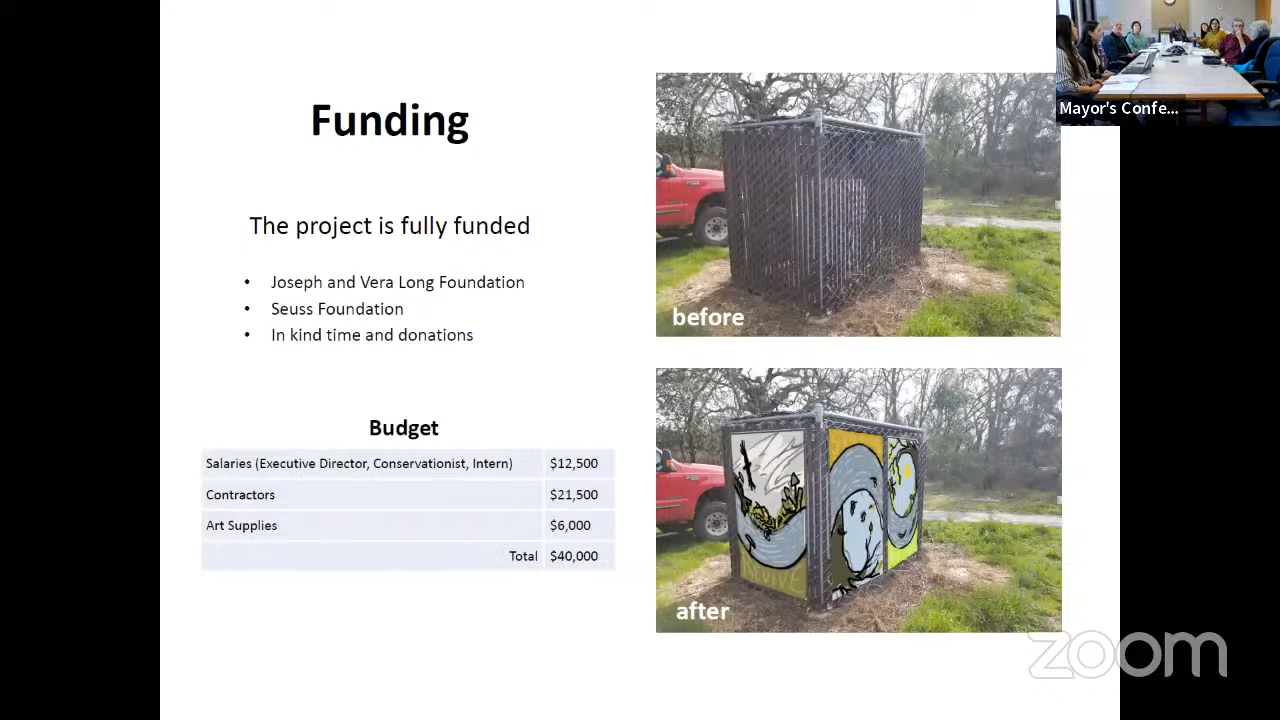 Funding
The project is fully funded
• Joseph and Vera Long Foundation
• Seuss Foundation
• In kind time and donations
Budget
Salaries (Executive Director, Conservationist, Intern) $12,500
Contractors $21,500
Art Supplies $6,000
Total $40,000
before
REVIVE
after
Mayor's Confe...
zoom